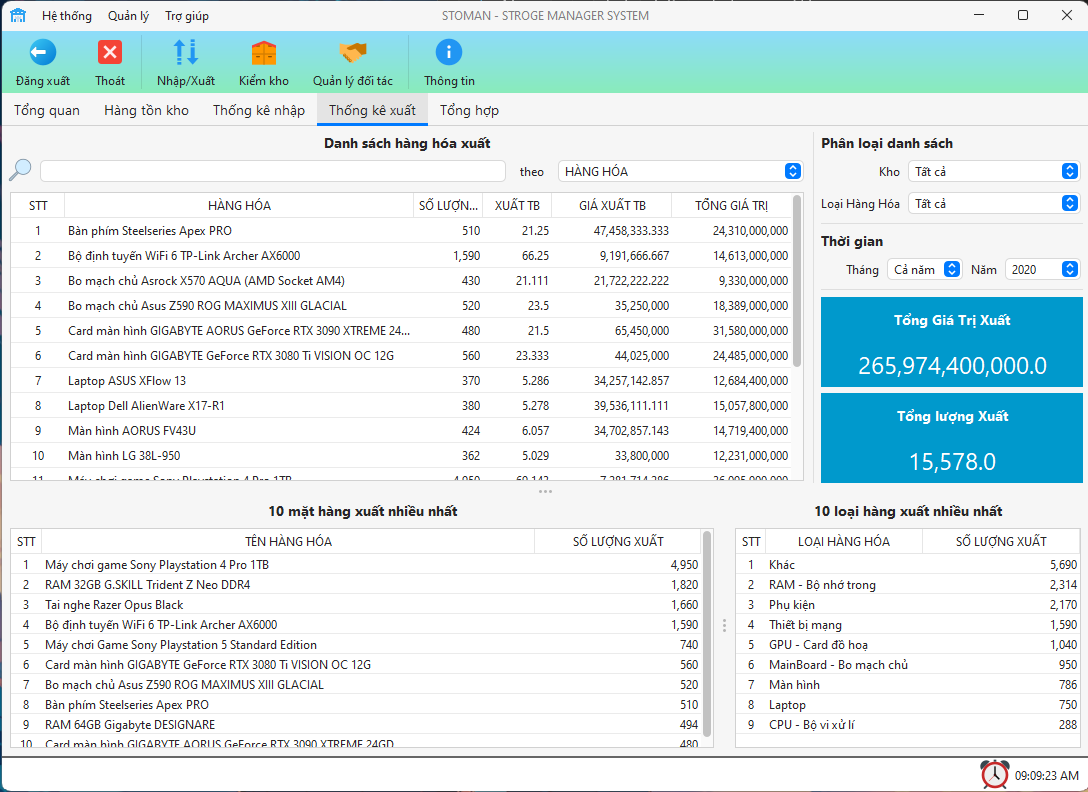 STOMAN - STROGE MANAGER SYSTEM
Hệ thống Quản lý Trợ giúp
Đăng xuất Thoát Nhập/Xuất Kiểm kho Quản lý đối tác Thông tin
Tổng quan Hàng tồn kho Thống kê nhập Thống kê xuất Tổng hợp
Danh sách hàng hóa xuất
theo HÀNG HÓA
STT HÀNG HÓA SỐ LƯỢN... XUẤT TB GIÁ XUẤT TB TỔNG GIÁ TRỊ
1 Bàn phím Steelseries Apex PRO 510 21.25 47,458,333.333 24,310,000,000
2 Bộ định tuyến WiFi 6 TP-Link Archer AX6000 1,590 66.25 9,191,666.667 14,613,000,000
3 Bo mạch chủ Asrock X570 AQUA (AMD Socket AM4) 430 21.111 21,722,222.222 9,330,000,000
4 Bo mạch chủ Asus Z590 ROG MAXIMUS XIII GLACIAL 520 23.5 35,250,000 18,389,000,000
5 Card màn hình GIGABYTE AORUS GeForce RTX 3090 XTREME 24... 480 21.5 65,450,000 31,580,000,000
6 Card màn hình GIGABYTE GeForce RTX 3080 Ti VISION OC 12G 560 23.333 44,025,000 24,485,000,000
7 Laptop ASUS XFlow 13 370 5.286 34,257,142.857 12,684,400,000
8 Laptop Dell AlienWare X17-R1 380 5.278 39,536,111.111 15,057,800,000
9 Màn hình AORUS FV43U 424 6.057 34,702,857.143 14,719,400,000
10 Màn hình LG 38L-950 362 5.029 33,800,000 12,231,000,000
11 Máy chơi game Sony Playstation 4 Pro 1TB
Phân loại danh sách
Kho Tất cả
Loại Hàng Hóa Tất cả
Thời gian
Tháng Cả năm Năm 2020
Tổng Giá Trị Xuất
265,974,400,000.0
Tổng lượng Xuất
15,578.0
10 mặt hàng xuất nhiều nhất
STT TÊN HÀNG HÓA SỐ LƯỢNG XUẤT
1 Máy chơi game Sony Playstation 4 Pro 1TB 4,950
2 RAM 32GB G.SKILL Trident Z Neo DDR4 1,820
3 Tai nghe Razer Opus Black 1,660
4 Bộ định tuyến WiFi 6 TP-Link Archer AX6000 1,590
5 Máy chơi Game Sony Playstation 5 Standard Edition 740
6 Card màn hình GIGABYTE GeForce RTX 3080 Ti VISION OC 12G 560
7 Bo mạch chủ Asus Z590 ROG MAXIMUS XIII GLACIAL 520
8 Bàn phím Steelseries Apex PRO 510
9 RAM 64GB Gigabyte DESIGNARE 494
10 Card màn hình GIGABYTE AORUS GeForce RTX 3090 XTREME 24GD 480
10 loại hàng xuất nhiều nhất
STT LOẠI HÀNG HÓA SỐ LƯỢNG XUẤT
1 Khác 5,690
2 RAM - Bộ nhớ trong 2,314
3 Phụ kiện 2,170
4 Thiết bị mạng 1,590
5 GPU - Card đồ hoạ 1,040
6 MainBoard - Bo mạch chủ 950
7 Màn hình 786
8 Laptop 750
9 CPU - Bộ vi xử lí 288
09:09:23 AM